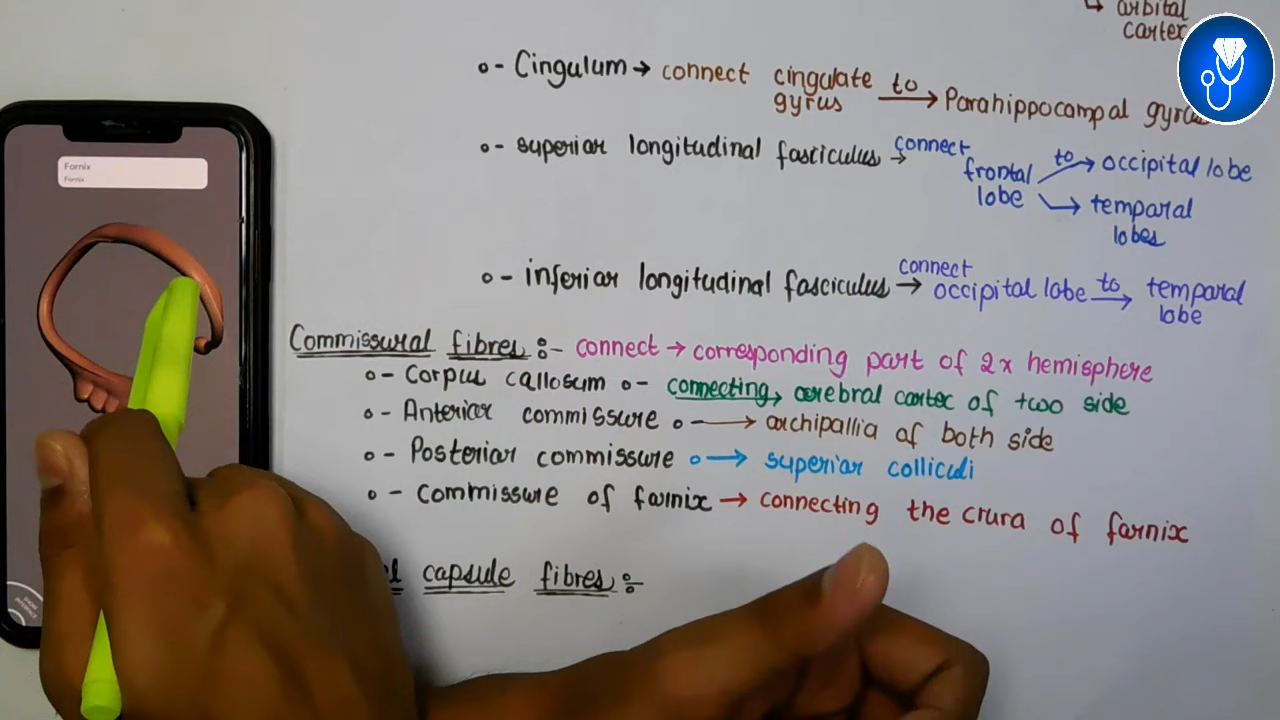 ↳ orbital
cortex
o- Cingulum → connect cingulate gyrus to → Parahippocampal gyrus
o- superior longitudinal fasciculus → connect frontal lobe to → occipital lobe
→ temporal lobes
o- inferior longitudinal fasciculus → connect occipital lobe to → temporal lobe
Commissural fibres :- connect → corresponding part of 2x hemisphere
o- Corpus callosum o- connecting, cerebral cortex of two side
o- Anterior commissure o-→ archipallia of both side
o- Posterior commissure o→ superior colliculi
o- Commissure of fornix → connecting the crura of fornix
capsule fibres :-
Fornix
Fornix